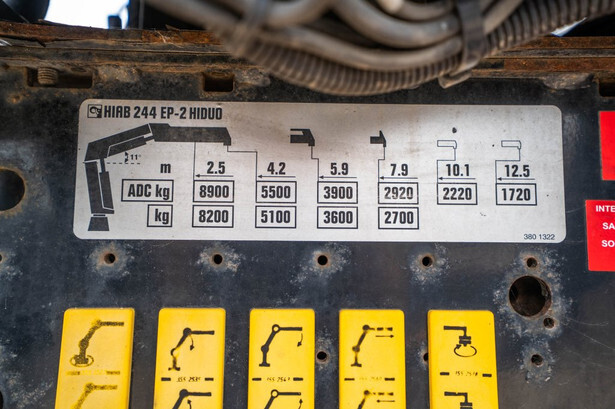 HIAB 244 EP-2 HIDUO
11°
m 2.5 4.2 5.9 7.9 10.1 12.5
ADC kg 8900 5500 3900 2920 2220 1720
kg 8200 5100 3600 2700
380 1322
INTE
SA
SO